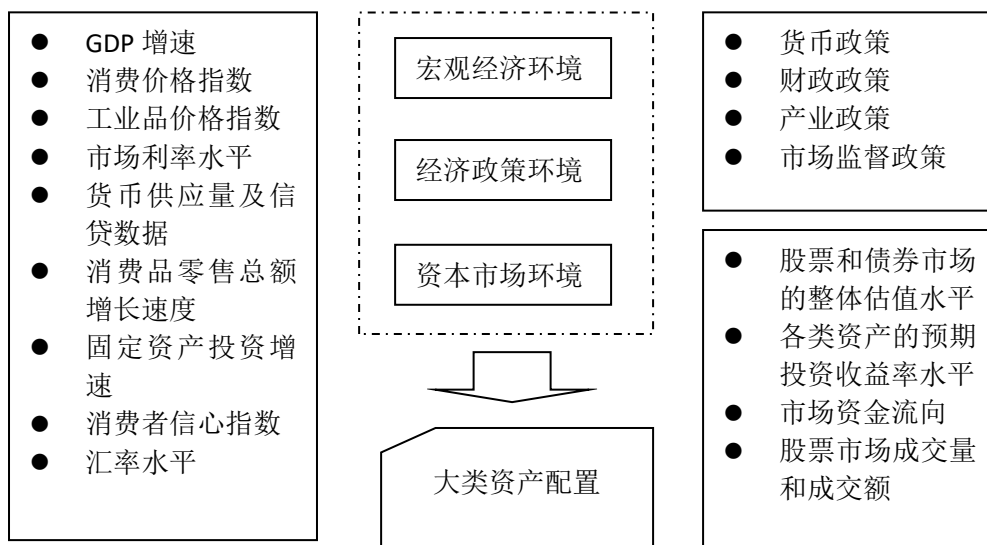 GDP 增速
消费价格指数
工业品价格指数
市场利率水平
货币供应量及信
贷数据
消费品零售总额
增长速度
固定资产投资增
速
消费者信心指数
汇率水平
宏观经济环境
经济政策环境
资本市场环境
大类资产配置
货币政策
财政政策
产业政策
市场监督政策
股票和债券市场
的整体估值水平
各类资产的预期
投资收益率水平
市场资金流向
股票市场成交量
和成交额